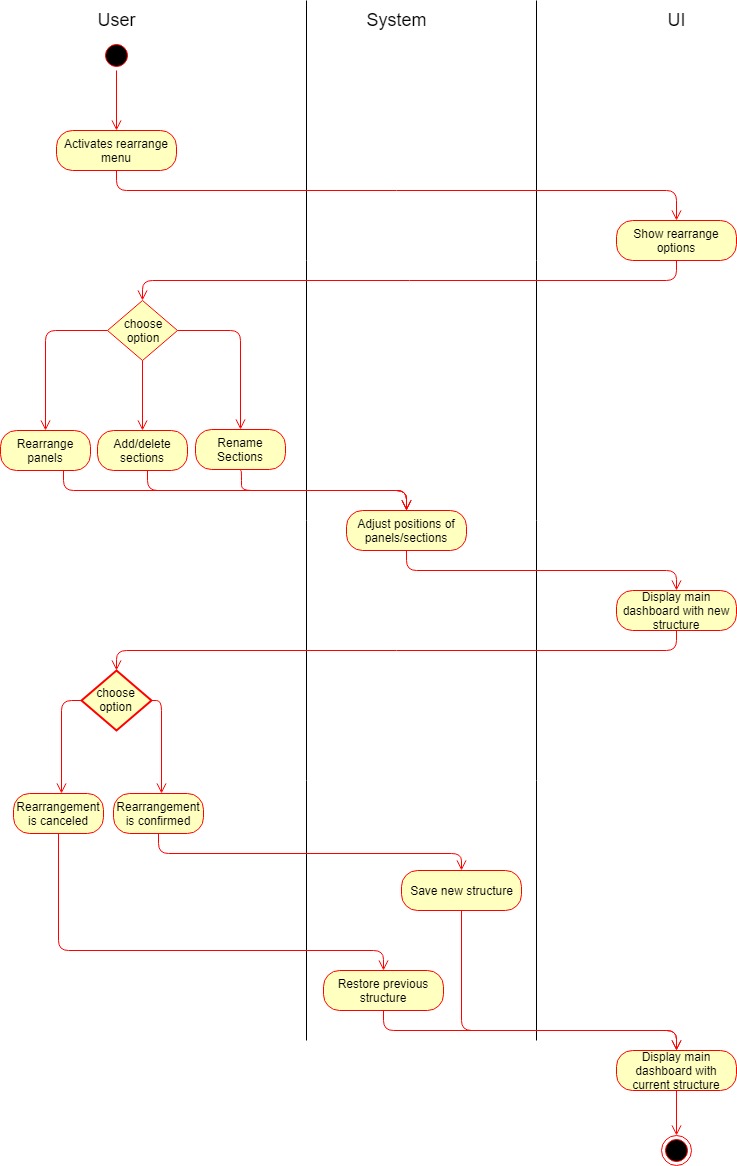 User
System
UI
Activates rearrange
menu
Show rearrange
options
choose
option
Rearrange
panels
Add/delete
sections
Rename
Sections
Adjust positions of
panels/sections
Display main
dashboard with new
structure
choose
option
Rearrangement
is canceled
Rearrangement
is confirmed
Save new structure
Restore previous
structure
Display main
dashboard with
current structure